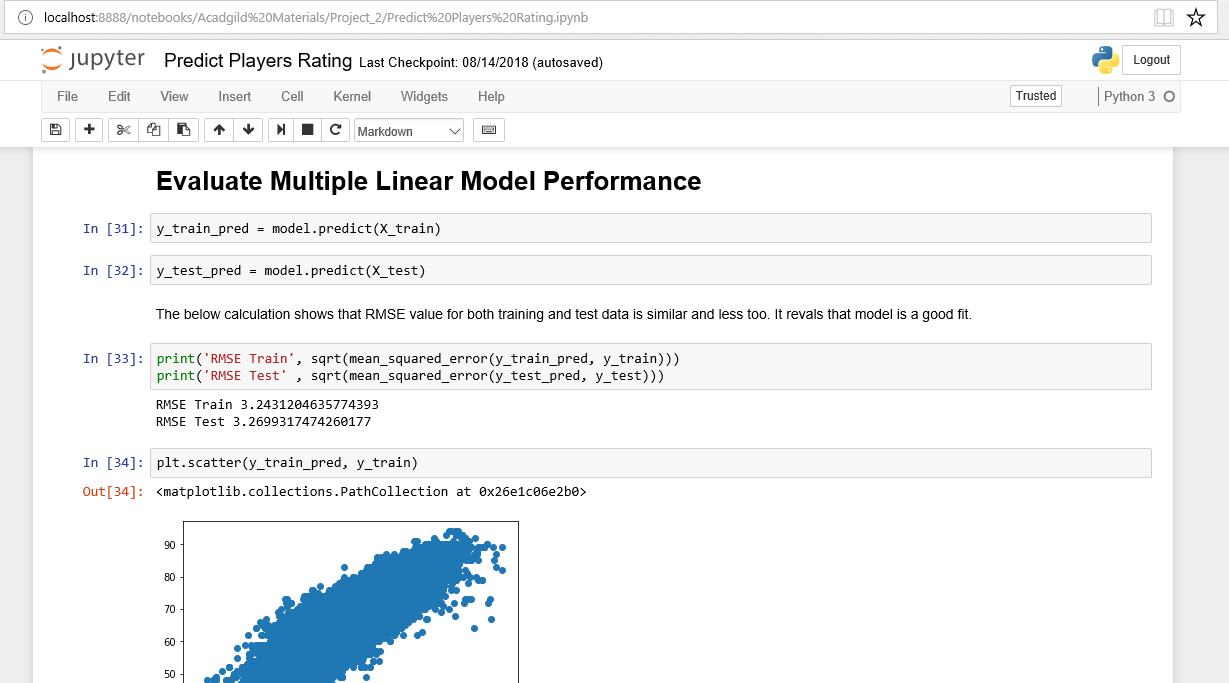 localhost:8888/notebooks/Acadgild%20Materials/Project_2/Predict%20Players%20Rating.ipynb
jupyter Predict Players Rating Last Checkpoint: 08/14/2018 (autosaved) Logout
File Edit View Insert Cell Kernel Widgets Help Trusted Python 3
Markdown
Evaluate Multiple Linear Model Performance
In [31]: y_train_pred = model.predict(X_train)
In [32]: y_test_pred = model.predict(X_test)
The below calculation shows that RMSE value for both training and test data is similar and less too. It revals that model is a good fit.
In [33]: print('RMSE Train', sqrt(mean_squared_error(y_train_pred, y_train)))
print('RMSE Test' , sqrt(mean_squared_error(y_test_pred, y_test)))
RMSE Train 3.2431204635774393
RMSE Test 3.2699317474260177
In [34]: plt.scatter(y_train_pred, y_train)
Out[34]: <matplotlib.collections.PathCollection at 0x26e1c06e2b0>
90
80
70
60
50